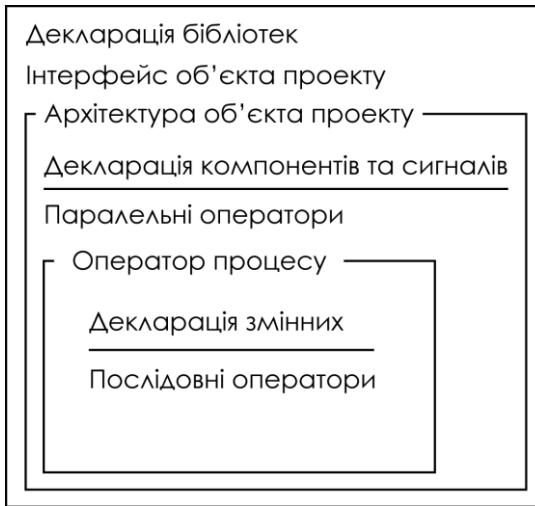 Декларація бібліотек
Інтерфейс об’єкта проекту
Архітектура об’єкта проекту
Декларація компонентів та сигналів
Паралельні оператори
Оператор процесу
Декларація змінних
Послідовні оператори